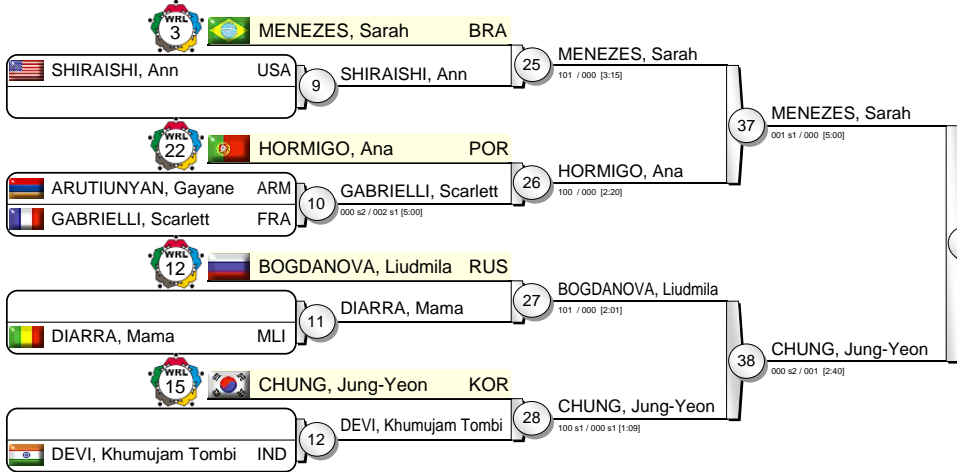 WRL 3 MENEZES, Sarah BRA
SHIRAISHI, Ann USA
9 SHIRAISHI, Ann
25 MENEZES, Sarah
101 / 000 [3:15]
WRL 22 HORMIGO, Ana POR
ARUTIUNYAN, Gayane ARM
GABRIELLI, Scarlett FRA
10 GABRIELLI, Scarlett
000 s2 / 002 s1 [5:00]
26 HORMIGO, Ana
100 / 000 [2:20]
37 MENEZES, Sarah
001 s1 / 000 [5:00]
WRL 12 BOGDANOVA, Liudmila RUS
DIARRA, Mama MLI
11 DIARRA, Mama
27 BOGDANOVA, Liudmila
101 / 000 [2:01]
WRL 15 CHUNG, Jung-Yeon KOR
DEVI, Khumujam Tombi IND
12 DEVI, Khumujam Tombi
28 CHUNG, Jung-Yeon
100 s1 / 000 s1 [1:09]
38 CHUNG, Jung-Yeon
000 s2 / 001 [2:40]